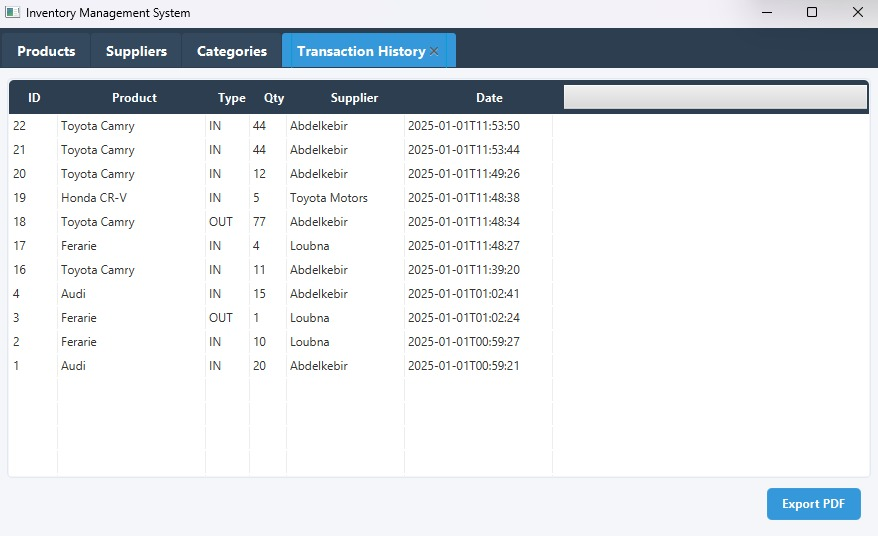 Inventory Management System
Products Suppliers Categories Transaction History ×
ID Product Type Qty Supplier Date
22 Toyota Camry IN 44 Abdelkebir 2025-01-01T11:53:50
21 Toyota Camry IN 44 Abdelkebir 2025-01-01T11:53:44
20 Toyota Camry IN 12 Abdelkebir 2025-01-01T11:49:26
19 Honda CR-V IN 5 Toyota Motors 2025-01-01T11:48:38
18 Toyota Camry OUT 77 Abdelkebir 2025-01-01T11:48:34
17 Ferarie IN 4 Loubna 2025-01-01T11:48:27
16 Toyota Camry IN 11 Abdelkebir 2025-01-01T11:39:20
4 Audi IN 15 Abdelkebir 2025-01-01T01:02:41
3 Ferarie OUT 1 Loubna 2025-01-01T01:02:24
2 Ferarie IN 10 Loubna 2025-01-01T00:59:27
1 Audi IN 20 Abdelkebir 2025-01-01T00:59:21
Export PDF